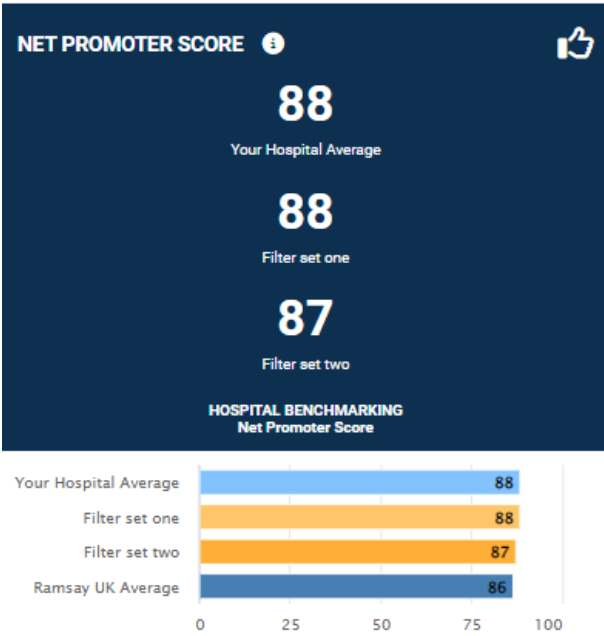 NET PROMOTER SCORE i
88
Your Hospital Average
88
Filter set one
87
Filter set two
HOSPITAL BENCHMARKING
Net Promoter Score
Your Hospital Average 88
Filter set one 88
Filter set two 87
Ramsay UK Average 86
0 25 50 75 100